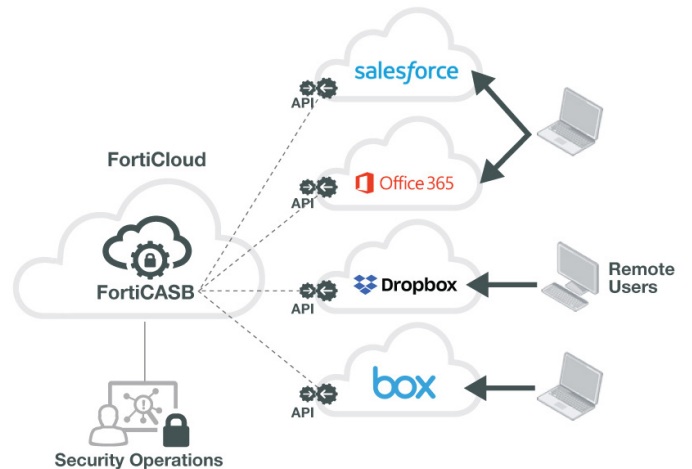 salesforce
API
FortiCloud
Office 365
API
FortiCASB
Dropbox
Remote
Users
API
box
API
Security Operations